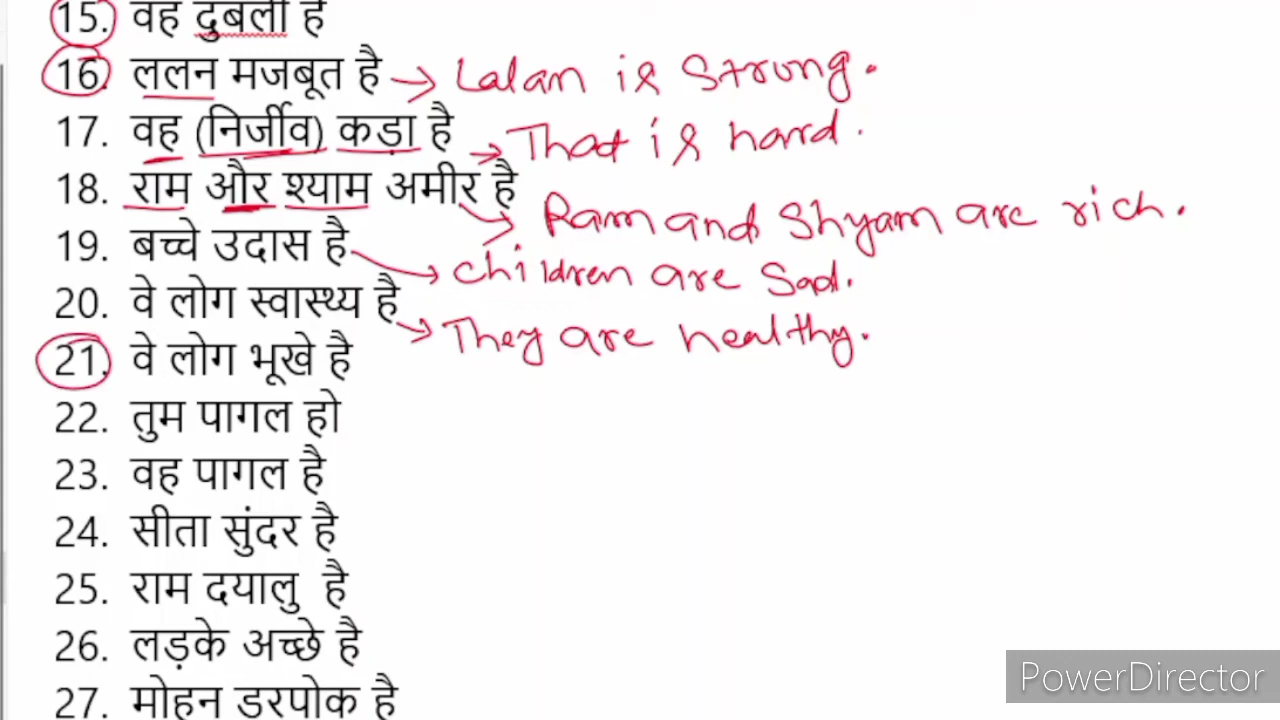 15. वह दुबली है
16. ललन मजबूत है → Lalan is strong.
17. वह (निर्जीव) कड़ा है → That is hard.
18. राम और श्याम अमीर है → Ram and Shyam are rich.
19. बच्चे उदास है → children are sad.
20. वे लोग स्वास्थ्य है → They are healthy.
21. वे लोग भूखे है
22. तुम पागल हो
23. वह पागल है
24. सीता सुंदर है
25. राम दयालु है
26. लड़के अच्छे है
27. मोहन डरपोक है
PowerDirector